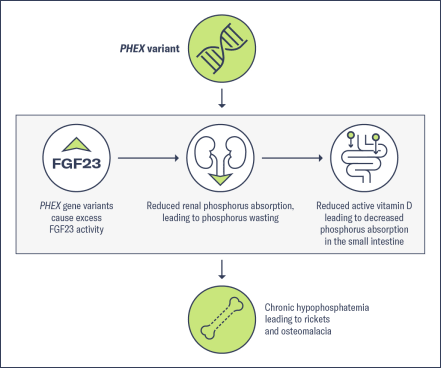 PHEX variant
FGF23
PHEX gene variants
cause excess
FGF23 activity
Reduced renal phosphorus absorption,
leading to phosphorus wasting
Reduced active vitamin D
leading to decreased
phosphorus absorption
in the small intestine
Chronic hypophosphatemia
leading to rickets
and osteomalacia